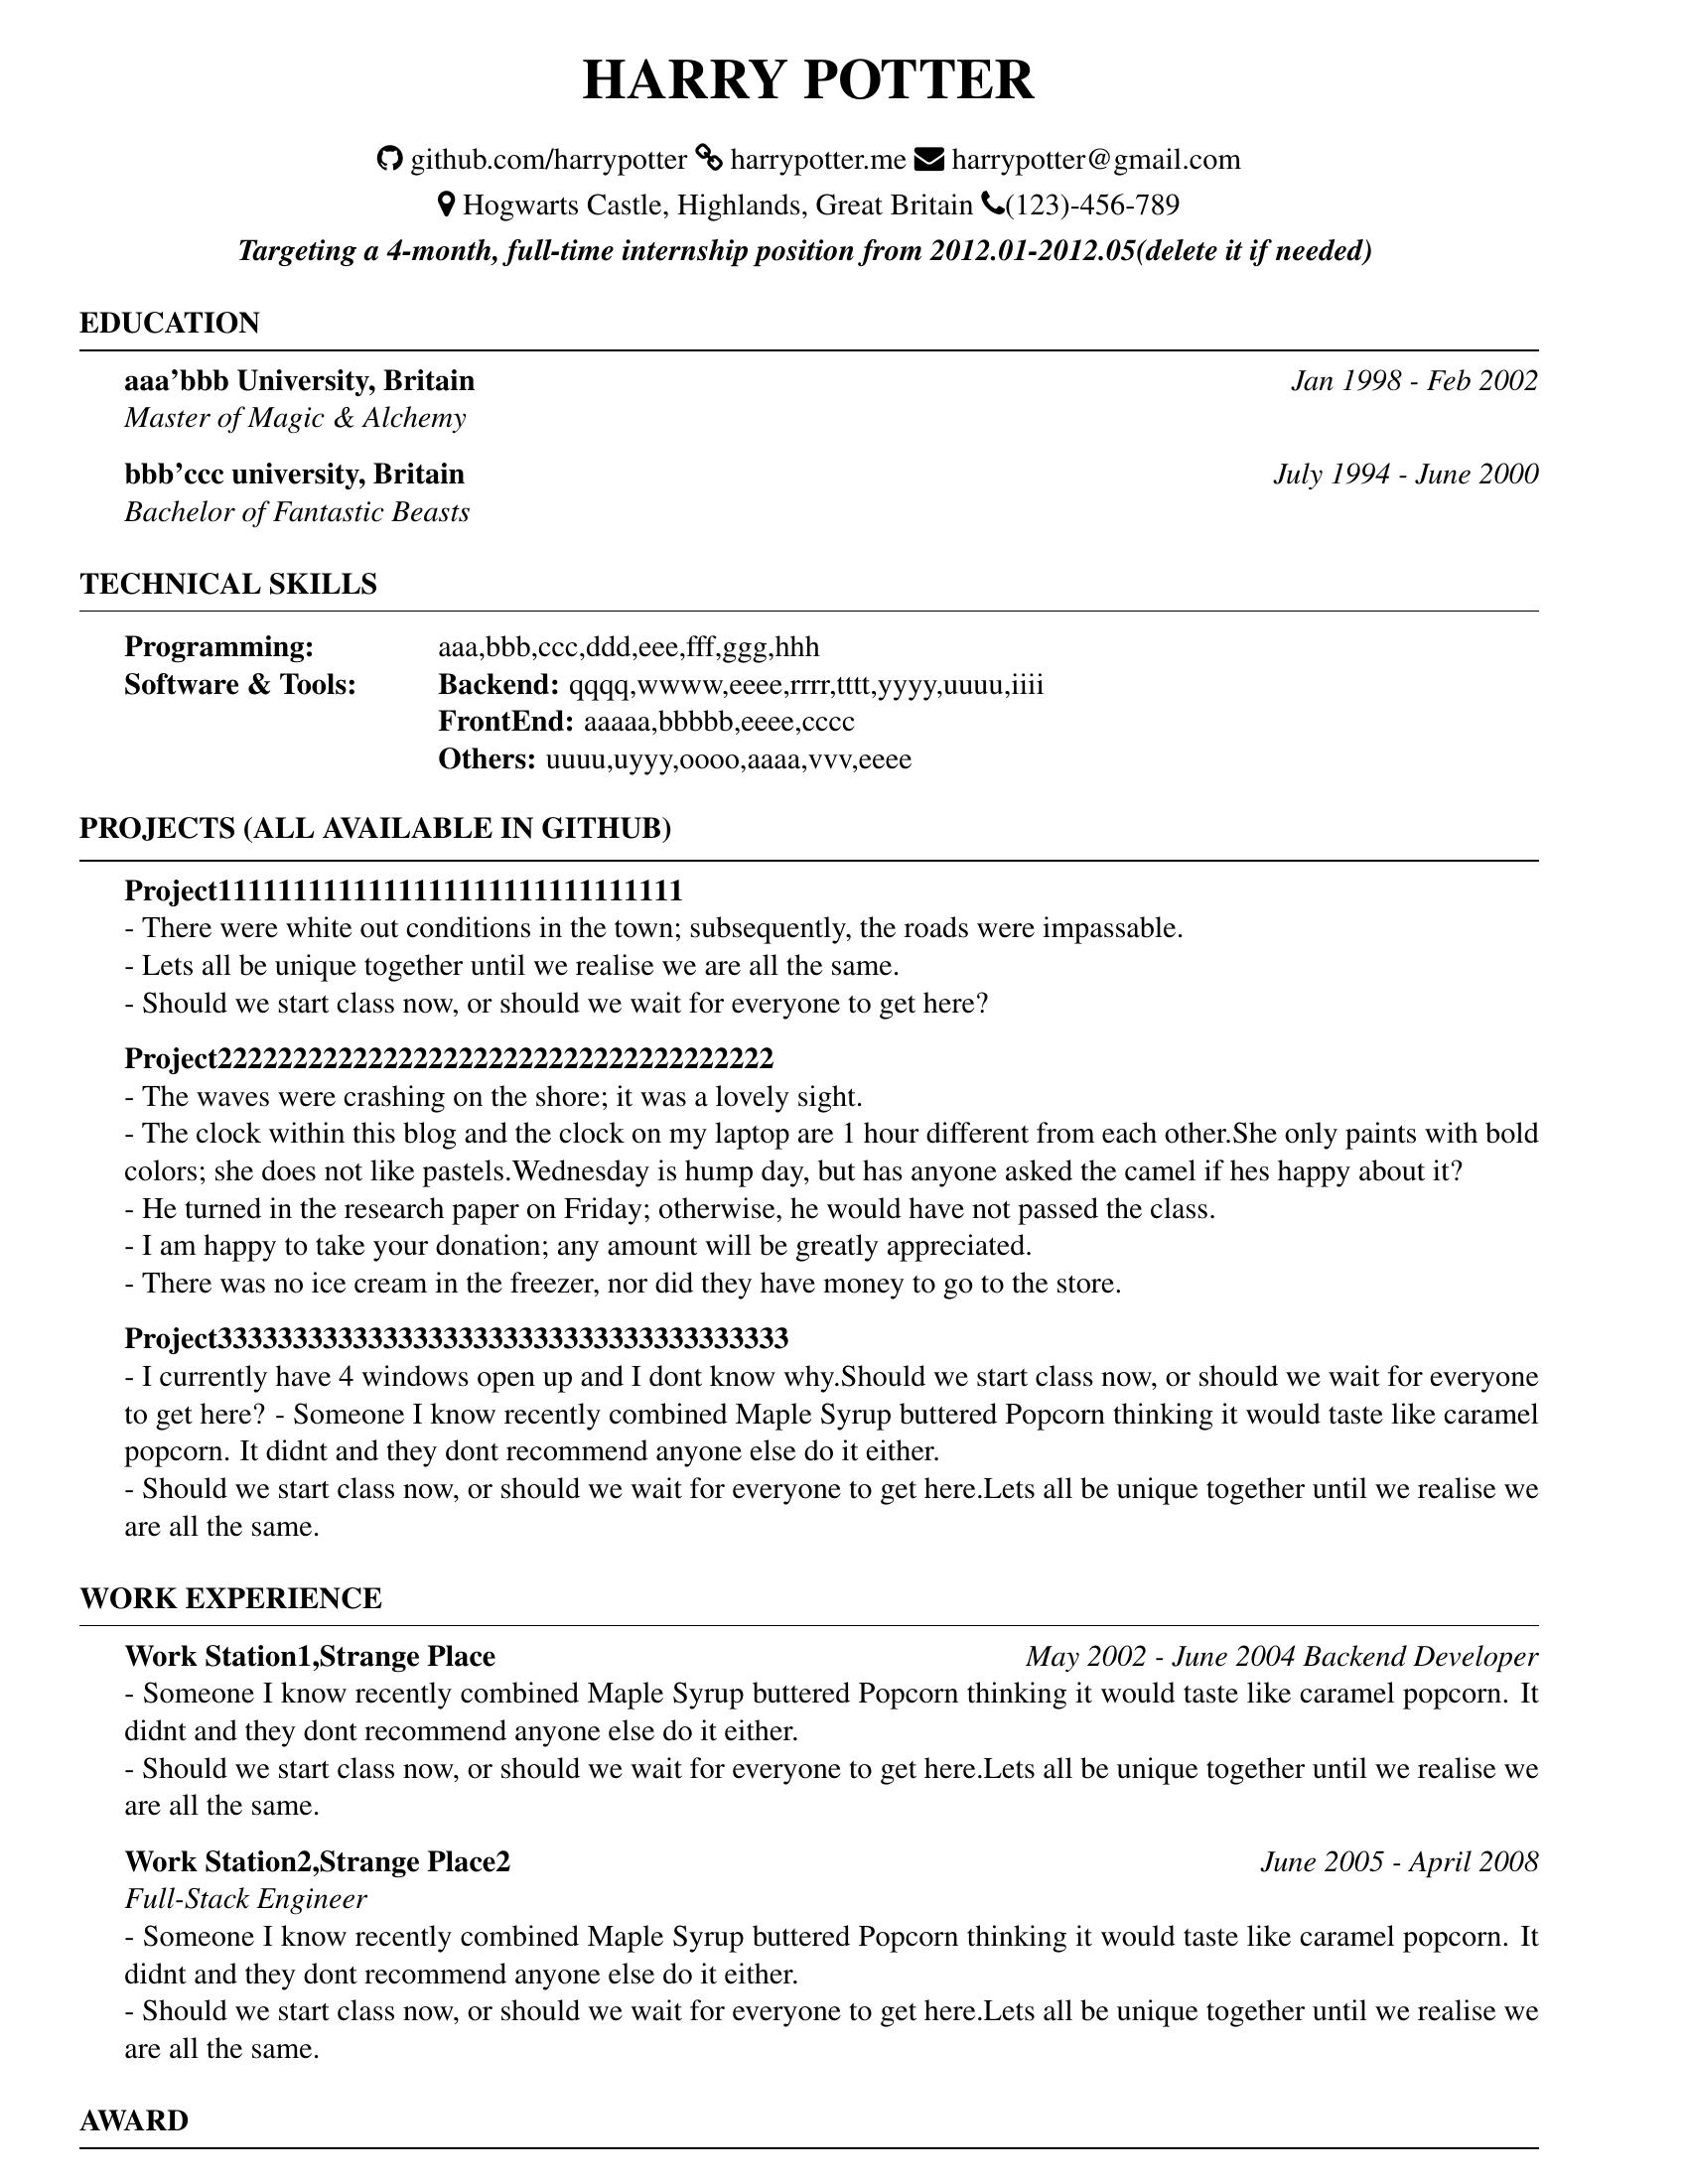 HARRY POTTER
github.com/harrypotter harrypotter.me harrypotter@gmail.com
Hogwarts Castle, Highlands, Great Britain (123)-456-789
Targeting a 4-month, full-time internship position from 2012.01-2012.05(delete it if needed)
EDUCATION
aaa'bbb University, Britain Jan 1998 - Feb 2002
Master of Magic & Alchemy
bbb'ccc university, Britain July 1994 - June 2000
Bachelor of Fantastic Beasts
TECHNICAL SKILLS
Programming: aaa,bbb,ccc,ddd,eee,fff,ggg,hhh
Software & Tools: Backend: qqqq,wwww,eeee,rrrr,tttt,yyyy,uuuu,iiii
FrontEnd: aaaaa,bbbbb,eeee,cccc
Others: uuuu,uyyy,oooo,aaaa,vvv,eeee
PROJECTS (ALL AVAILABLE IN GITHUB)
Project1111111111111111111111111111111
- There were white out conditions in the town; subsequently, the roads were impassable.
- Lets all be unique together until we realise we are all the same.
- Should we start class now, or should we wait for everyone to get here?
Project2222222222222222222222222222222222222
- The waves were crashing on the shore; it was a lovely sight.
- The clock within this blog and the clock on my laptop are 1 hour different from each other.She only paints with bold
colors; she does not like pastels.Wednesday is hump day, but has anyone asked the camel if hes happy about it?
- He turned in the research paper on Friday; otherwise, he would have not passed the class.
- I am happy to take your donation; any amount will be greatly appreciated.
- There was no ice cream in the freezer, nor did they have money to go to the store.
Project33333333333333333333333333333333333333
- I currently have 4 windows open up and I dont know why.Should we start class now, or should we wait for everyone
to get here? - Someone I know recently combined Maple Syrup buttered Popcorn thinking it would taste like caramel
popcorn. It didnt and they dont recommend anyone else do it either.
- Should we start class now, or should we wait for everyone to get here.Lets all be unique together until we realise we
are all the same.
WORK EXPERIENCE
Work Station1,Strange Place May 2002 - June 2004 Backend Developer
- Someone I know recently combined Maple Syrup buttered Popcorn thinking it would taste like caramel popcorn. It
didnt and they dont recommend anyone else do it either.
- Should we start class now, or should we wait for everyone to get here.Lets all be unique together until we realise we
are all the same.
Work Station2,Strange Place2 June 2005 - April 2008
Full-Stack Engineer
- Someone I know recently combined Maple Syrup buttered Popcorn thinking it would taste like caramel popcorn. It
didnt and they dont recommend anyone else do it either.
- Should we start class now, or should we wait for everyone to get here.Lets all be unique together until we realise we
are all the same.
AWARD